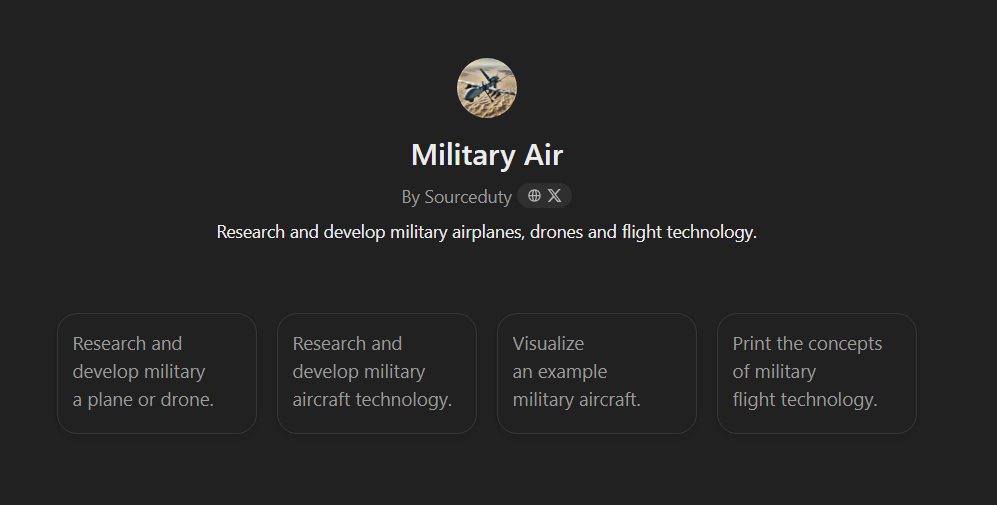 Military Air
By Sourceduty
Research and develop military airplanes, drones and flight technology.
Research and
develop military
a plane or drone.
Research and
develop military
aircraft technology.
Visualize
an example
military aircraft.
Print the concepts
of military
flight technology.